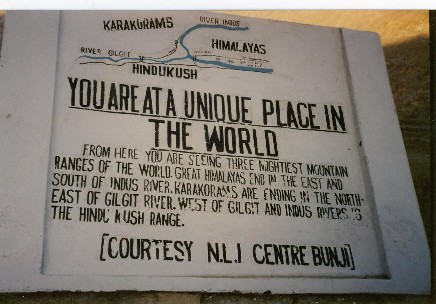 KARAKURAMS
RIVER INDUS
HIMALAYAS
RIVER GILGIT
HINDUKUSH
YOU ARE AT A UNIQUE PLACE IN
THE WORLD
FROM HERE YOU ARE SEEING THREE MIGHTIEST MOUNTAIN
RANGES OF THE WORLD. GREAT HIMALAYAS END IN THE EAST AND
SOUTH OF INDUS RIVER. KARAKORAMS ARE ENDING IN THE NORTH-
EAST OF GILGIT RIVER. WEST OF GILGIT AND INDUS RIVERS IS
THE HINDU KUSH RANGE.
[COURTESY N.L.I CENTRE BUNJI]